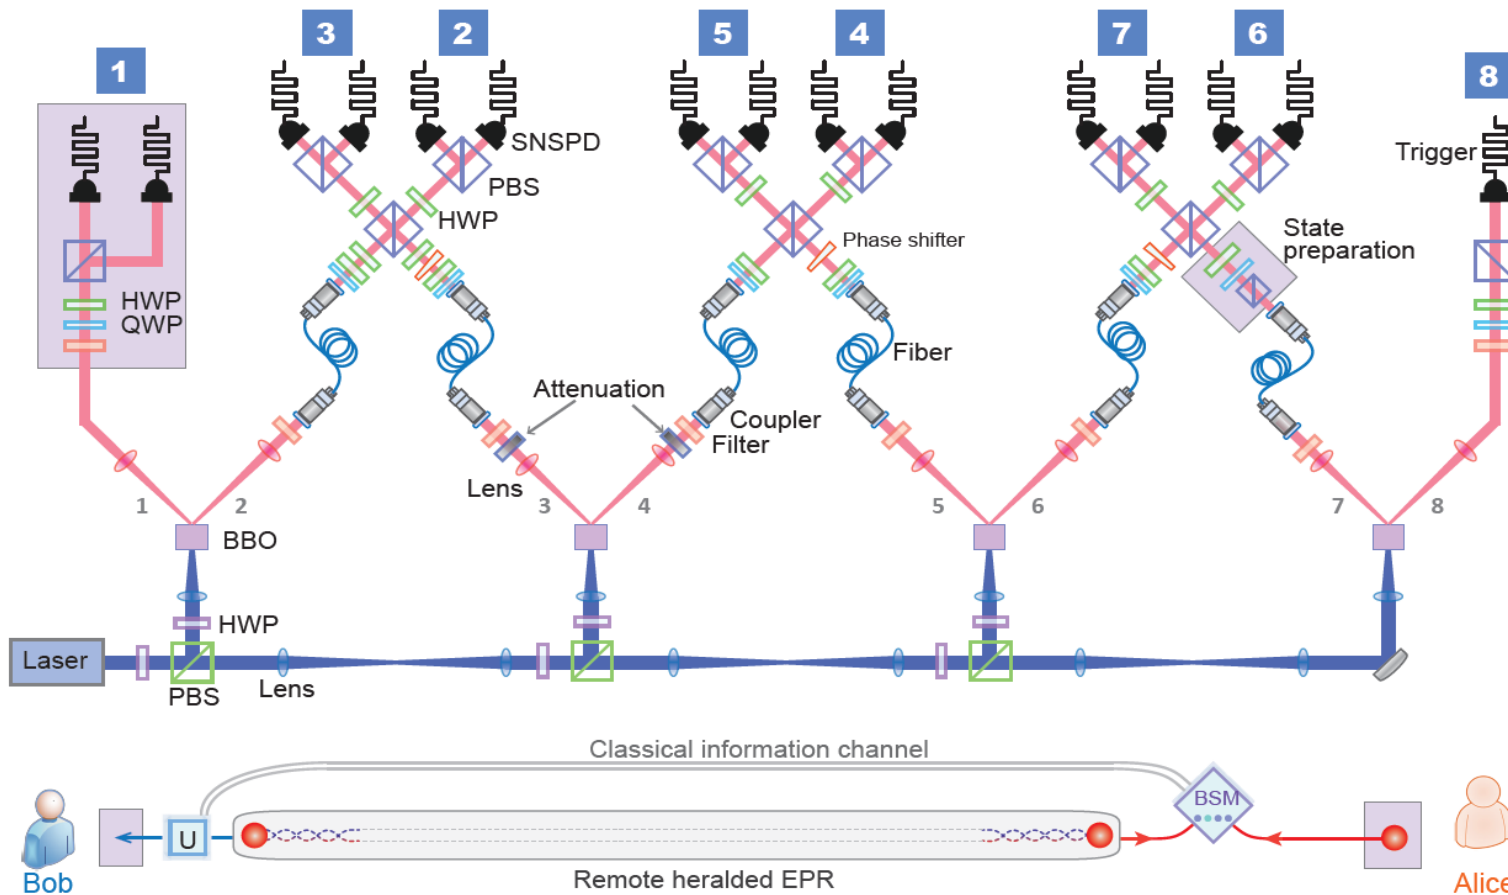 3
2
5
4
7
6
1
8
SNSPD
Trigger
PBS
HWP
State
preparation
Phase shifter
HWP
QWP
Fiber
Attenuation
Coupler
Filter
Lens
1
2
3
4
5
6
7
8
BBO
HWP
Laser
PBS
Lens
Classical information channel
BSM
U
Remote heralded EPR
Bob
Alice